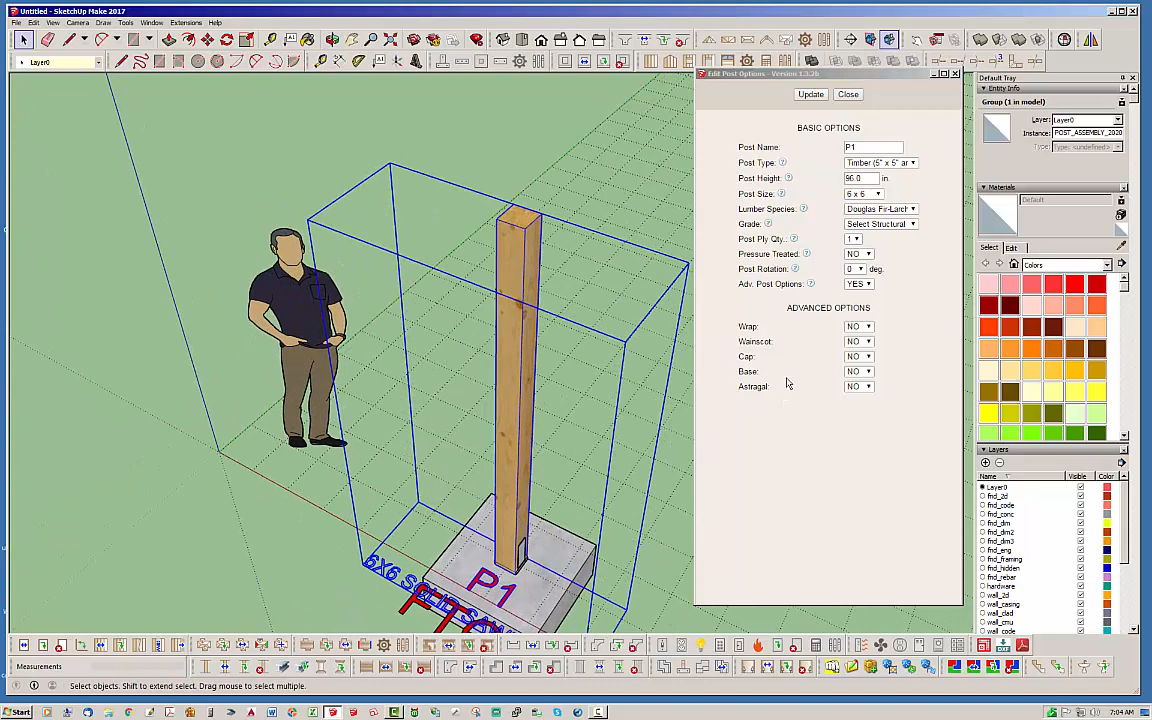 Untitled - SketchUp Make 2017
File Edit View Camera Draw Tools Window Extensions Help
Layer0
Edit Post Options - Version 1.3.2b
Update Close
BASIC OPTIONS
Post Name: P1
Post Type: Timber (5" x 5" ar
Post Height: 96.0 in.
Post Size: 6 x 6
Lumber Species: Douglas Fir-Larch
Grade: Select Structural
Post Ply Qty.: 1
Pressure Treated: NO
Post Rotation: 0 deg.
Adv. Post Options: YES
ADVANCED OPTIONS
Wrap: NO
Wainscot: NO
Cap: NO
Base: NO
Astragal: NO
Default Tray
Entity Info
Group (1 in model)
Layer: Layer0
Instance: POST_ASSEMBLY_2020
Type: Type: <undefined>
Materials
Default
Select Edit
Colors
Layers
Name Visible Color
Layer0
fnd_2d
fnd_code
fnd_conc
fnd_dim
fnd_dim2
fnd_dim3
fnd_eng
fnd_framing
fnd_hidden
fnd_rebar
hardware
wall_2d
wall_casing
wall_clad
wall_cmu
wall_code
P1
6X6 SOLID SAW
Measurements
Select objects. Shift to extend select. Drag mouse to select multiple.
Start
7:04 AM